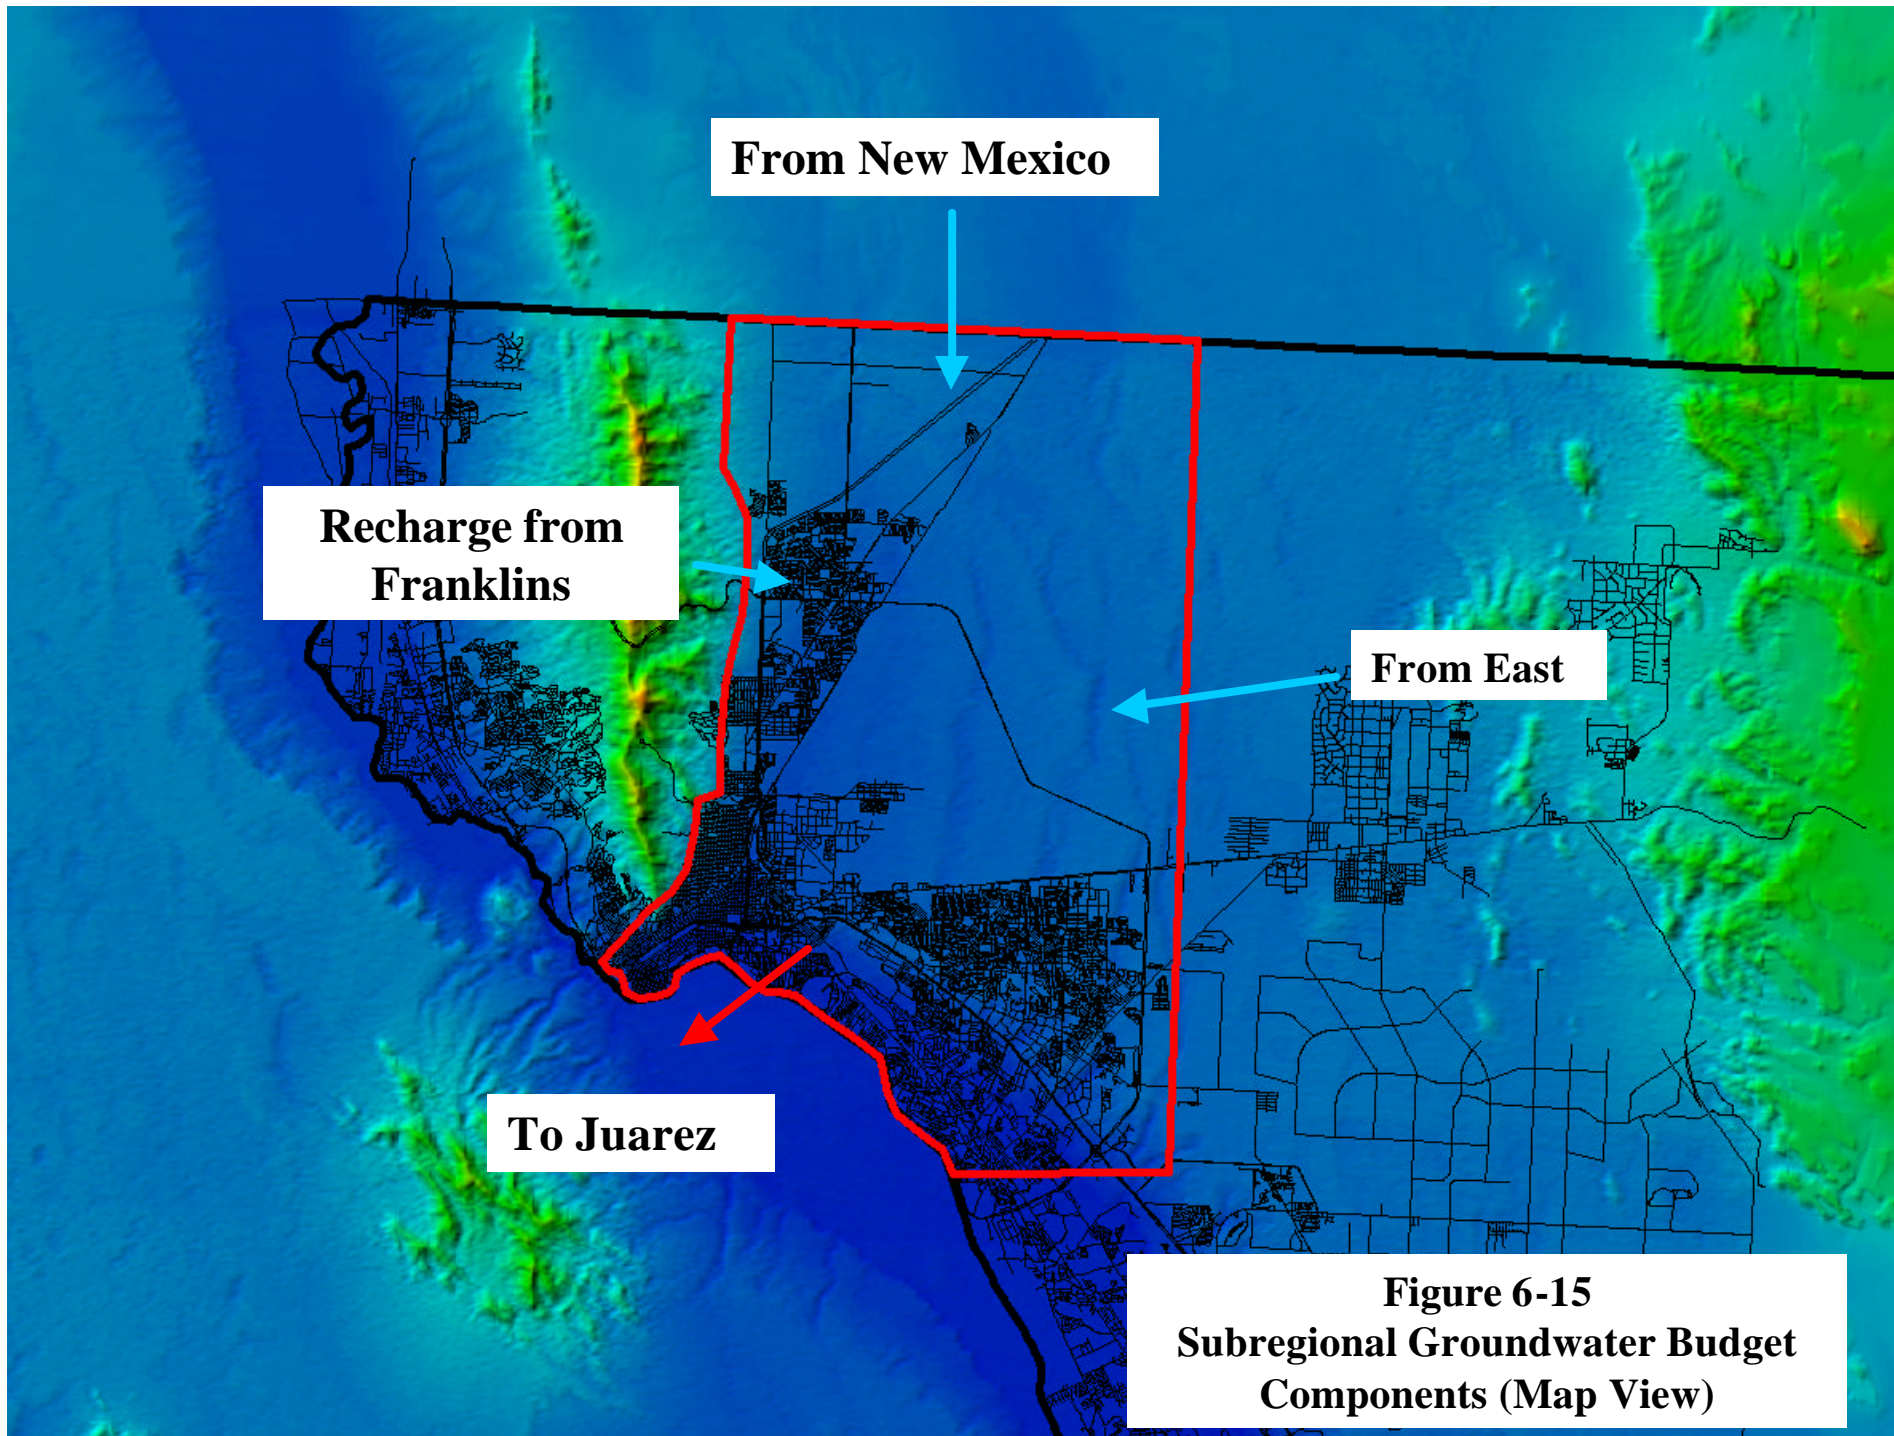 From New Mexico
Recharge from
Franklins
From East
To Juarez
Figure 6-15
Subregional Groundwater Budget
Components (Map View)